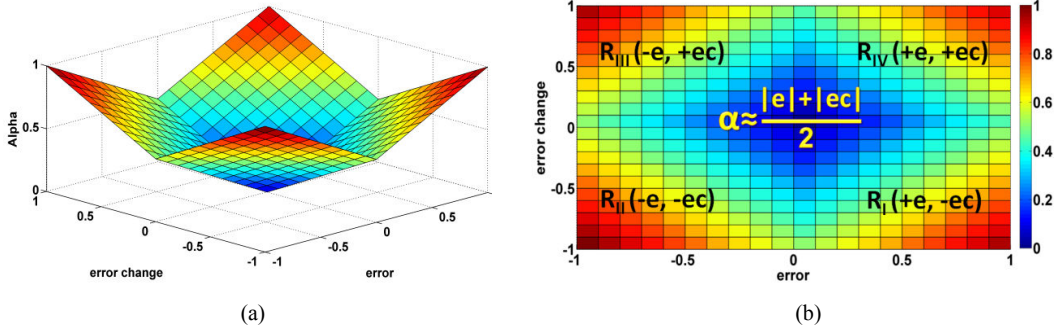 1
0.5
0
Alpha
1
0.5
0
-0.5
-1
error change
-1
-0.5
0
0.5
error
(a)
1
0.5
0
-0.5
-1
error change
R_III (-e, +ec)
R_IV (+e, +ec)
α≈ |e|+|ec|
2
R_II (-e, -ec)
R_I (+e, -ec)
-1
-0.5
0
0.5
1
error
1
0.8
0.6
0.4
0.2
0
(b)